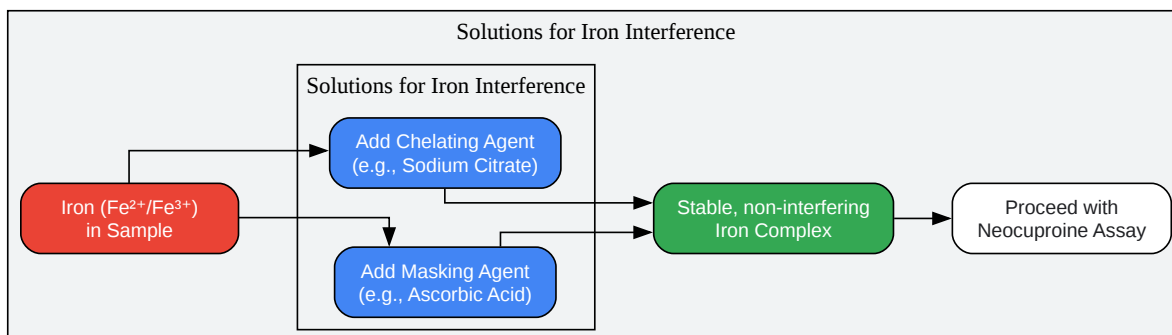 Solutions for Iron Interference
Solutions for Iron Interference
Add Chelating Agent
(e.g., Sodium Citrate)
Iron (Fe²⁺/Fe³⁺)
in Sample
Stable, non-interfering
Iron Complex
Proceed with
Neocuproine Assay
Add Masking Agent
(e.g., Ascorbic Acid)